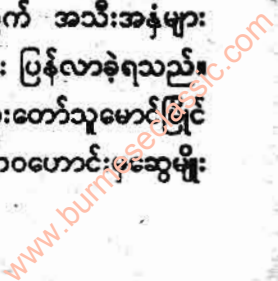 က် အသီးအနှံများ
း ပြန်လာခဲ့ရသည်။
းတော်သူမောင်မြိုင်
ာဝဟောင်းမှဆွေမျိုး
www.burmeseclassic.com